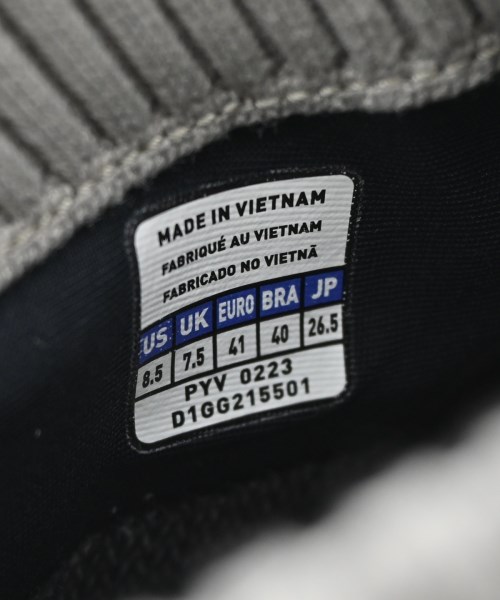 MADE IN VIETNAM
FABRIQUÉ AU VIETNAM
FABRICADO NO VIETNÃ
US UK EURO BRA JP
8.5 7.5 41 40 26.5
PYV 0223
D1GG215501